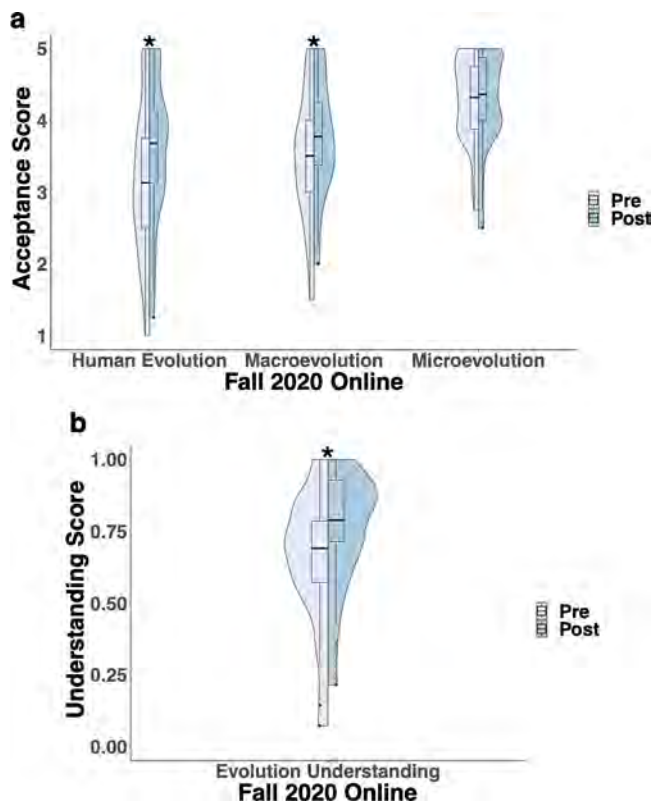 a
*
*
5
4
3
2
1
Acceptance Score
Pre
Post
Human Evolution
Macroevolution
Microevolution
Fall 2020 Online
b
*
1.00
0.75
0.50
0.25
0.00
Understanding Score
Pre
Post
Evolution Understanding
Fall 2020 Online